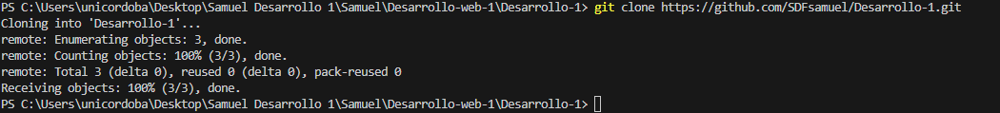 PS C:\Users\unicordoba\Desktop\Samuel Desarrollo 1\Samuel\Desarrollo-web-1\Desarrollo-1> git clone https://github.com/SDFsamuel/Desarrollo-1.git
Cloning into 'Desarrollo-1'...
remote: Enumerating objects: 3, done.
remote: Counting objects: 100% (3/3), done.
remote: Total 3 (delta 0), reused 0 (delta 0), pack-reused 0
Receiving objects: 100% (3/3), done.
PS C:\Users\unicordoba\Desktop\Samuel Desarrollo 1\Samuel\Desarrollo-web-1\Desarrollo-1>